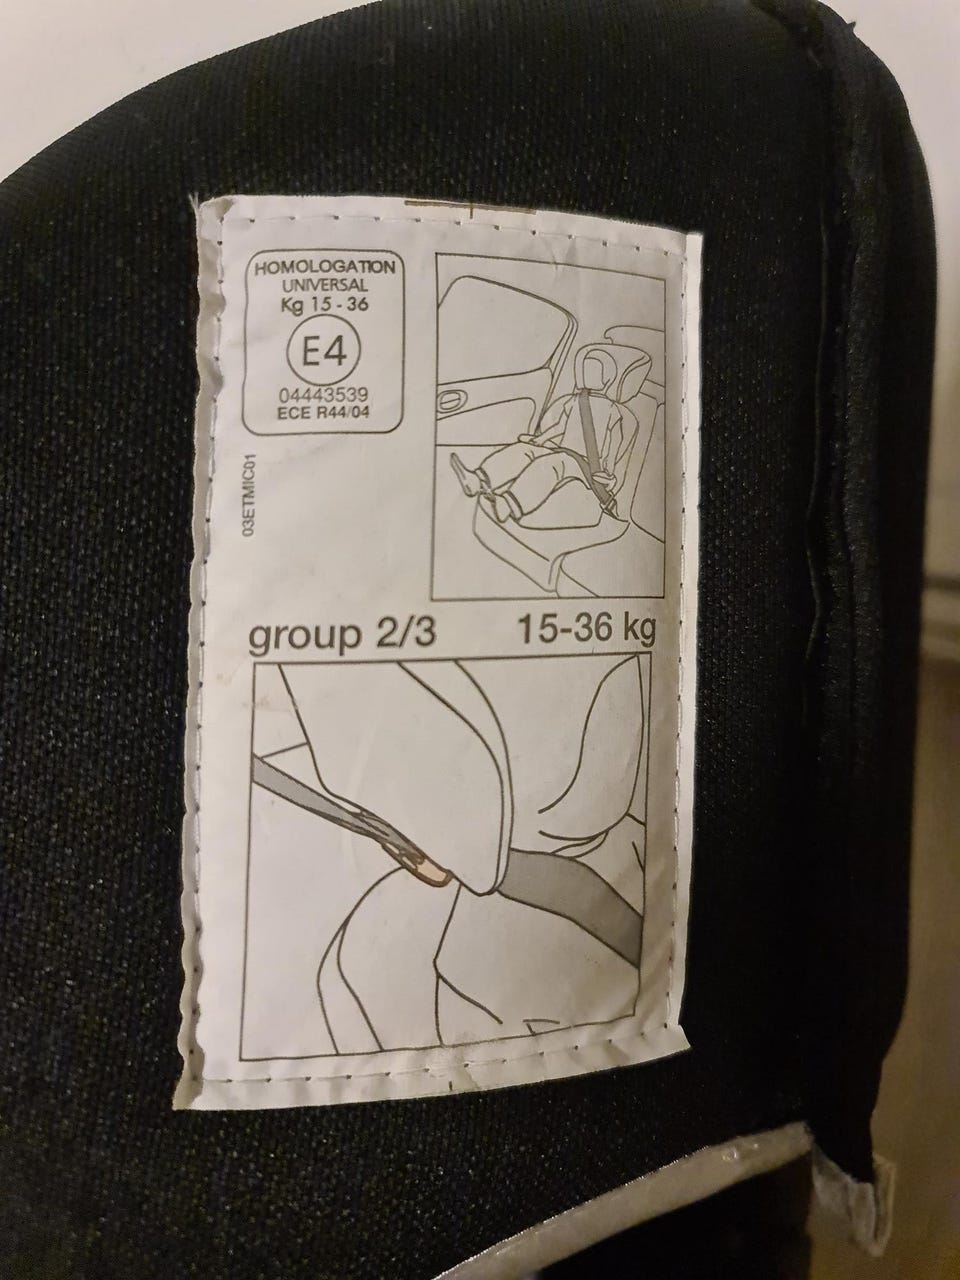 HOMOLOGATION
UNIVERSAL
Kg 15 - 36
E4
04443539
ECE R44/04
03ETMIC01
group 2/3 15-36 kg